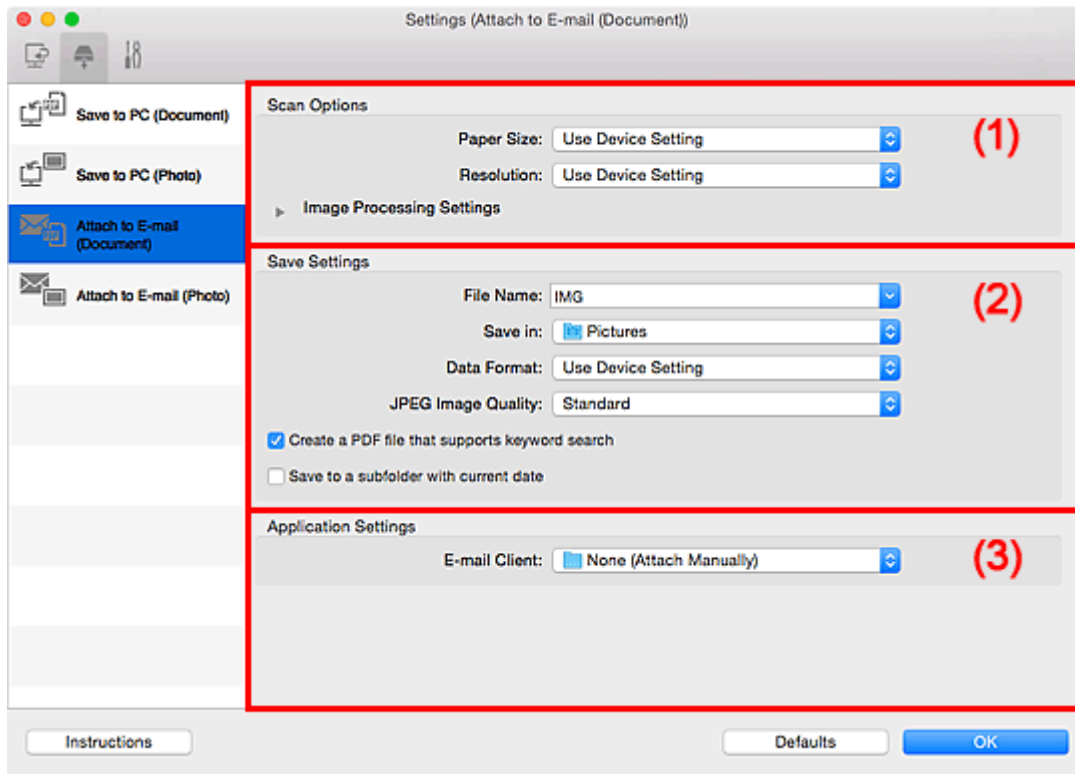 Settings (Attach to E-mail (Document))
Save to PC (Document)
Save to PC (Photo)
Attach to E-mail
(Document)
Attach to E-mail (Photo)
Scan Options
(1)
Paper Size: Use Device Setting
Resolution: Use Device Setting
Image Processing Settings
Save Settings
(2)
File Name: IMG
Save in: Pictures
Data Format: Use Device Setting
JPEG Image Quality: Standard
Create a PDF file that supports keyword search
Save to a subfolder with current date
Application Settings
(3)
E-mail Client: None (Attach Manually)
Instructions
Defaults
OK